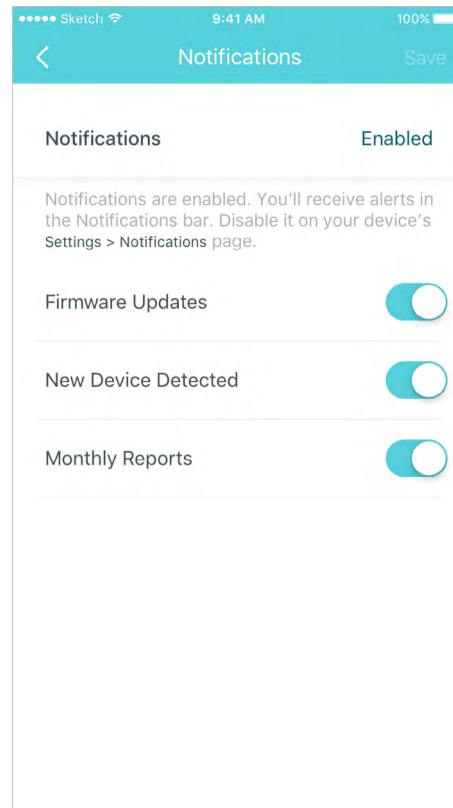 Sketch 9:41 AM 100%
Notifications Save
Notifications Enabled
Notifications are enabled. You'll receive alerts in
the Notifications bar. Disable it on your device's
Settings > Notifications page.
Firmware Updates
New Device Detected
Monthly Reports